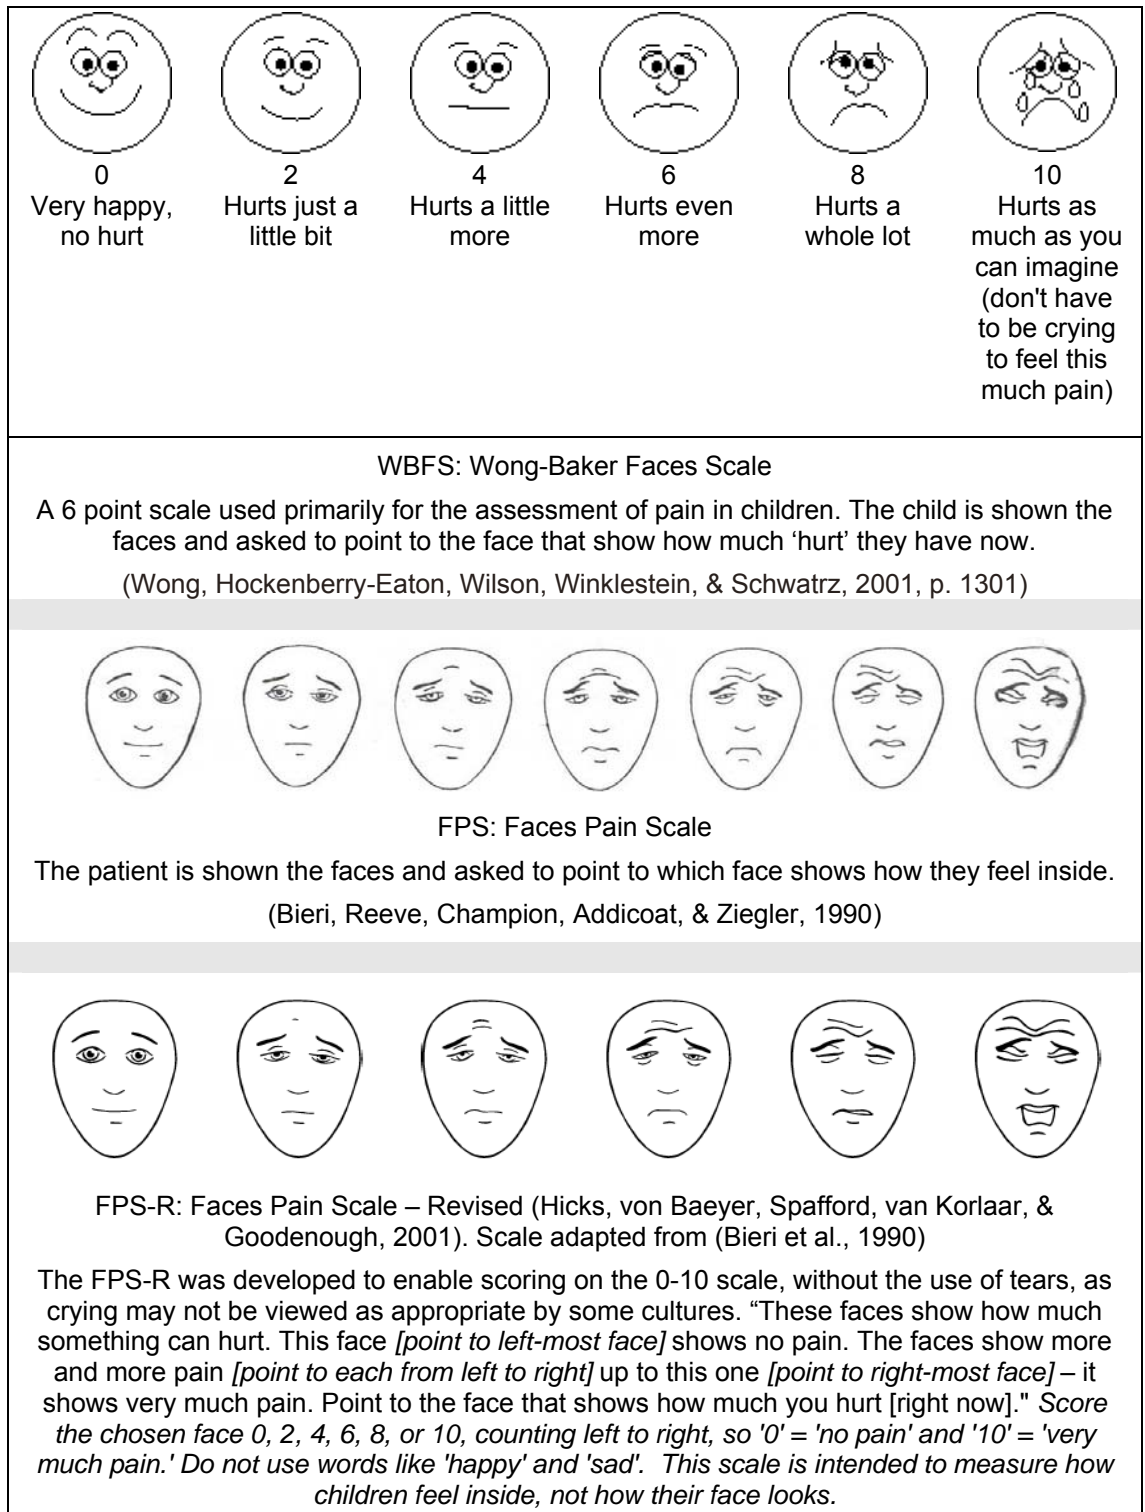 0 2 4 6 8 10
Very happy, Hurts just a Hurts a little Hurts even Hurts a Hurts as
no hurt little bit more more whole lot much as you
can imagine
(don't have
to be crying
to feel this
much pain)
WBFS: Wong-Baker Faces Scale
A 6 point scale used primarily for the assessment of pain in children. The child is shown the
faces and asked to point to the face that show how much ‘hurt’ they have now.
(Wong, Hockenberry-Eaton, Wilson, Winklestein, & Schwatrz, 2001, p. 1301)
FPS: Faces Pain Scale
The patient is shown the faces and asked to point to which face shows how they feel inside.
(Bieri, Reeve, Champion, Addicoat, & Ziegler, 1990)
FPS-R: Faces Pain Scale – Revised (Hicks, von Baeyer, Spafford, van Korlaar, &
Goodenough, 2001). Scale adapted from (Bieri et al., 1990)
The FPS-R was developed to enable scoring on the 0-10 scale, without the use of tears, as
crying may not be viewed as appropriate by some cultures. “These faces show how much
something can hurt. This face [point to left-most face] shows no pain. The faces show more
and more pain [point to each from left to right] up to this one [point to right-most face] – it
shows very much pain. Point to the face that shows how much you hurt [right now]." Score
the chosen face 0, 2, 4, 6, 8, or 10, counting left to right, so '0' = 'no pain' and '10' = 'very
much pain.' Do not use words like 'happy' and 'sad'. This scale is intended to measure how
children feel inside, not how their face looks.